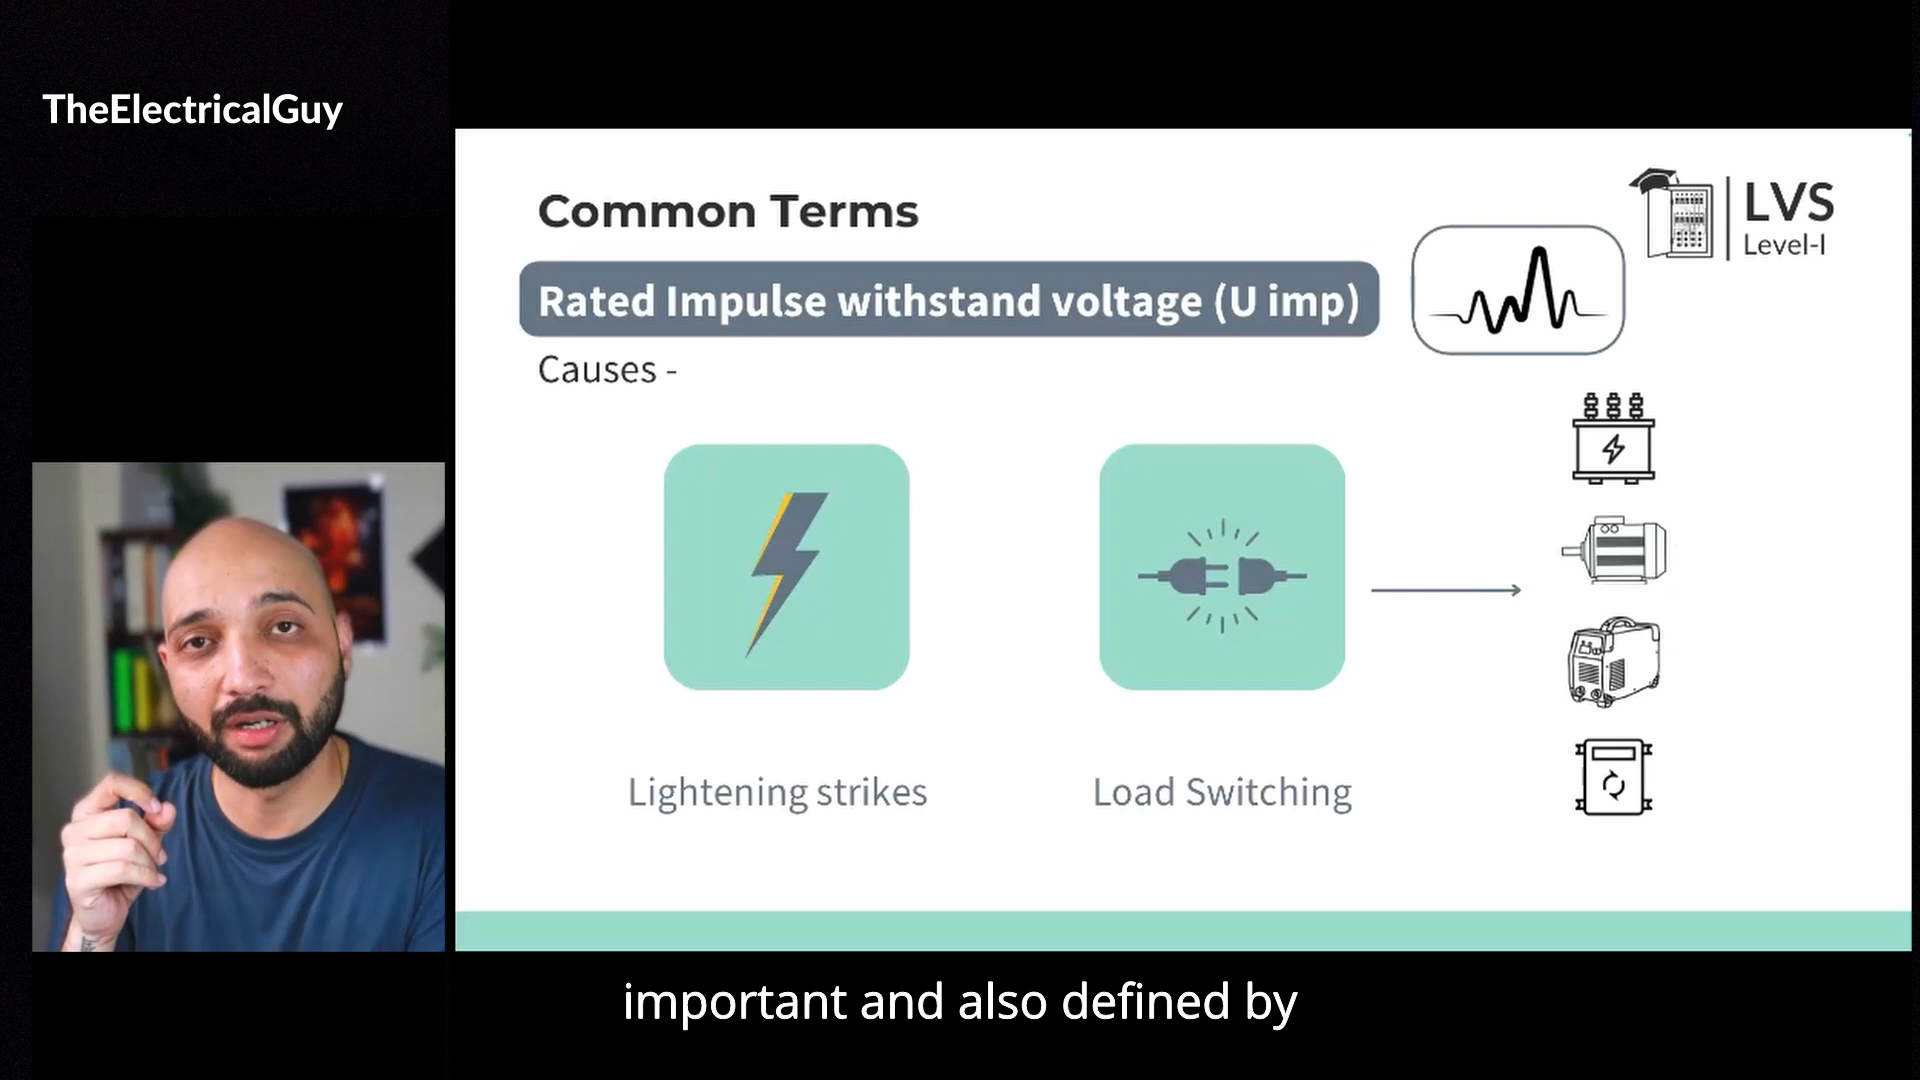 TheElectricalGuy
Common Terms
LVS
Level-I
Rated Impulse withstand voltage (U imp)
Causes -
Lightening strikes
Load Switching
important and also defined by